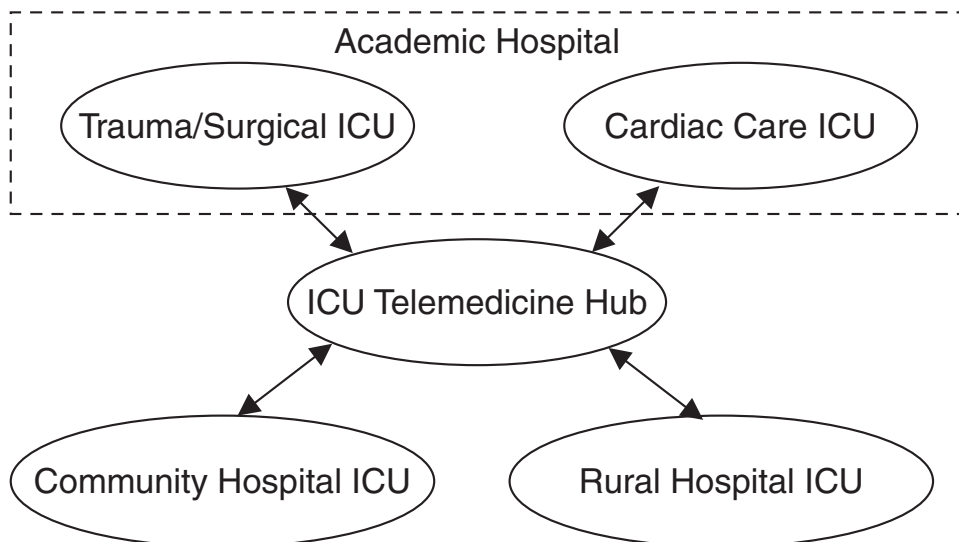 Academic Hospital
Trauma/Surgical ICU
Cardiac Care ICU
ICU Telemedicine Hub
Community Hospital ICU
Rural Hospital ICU